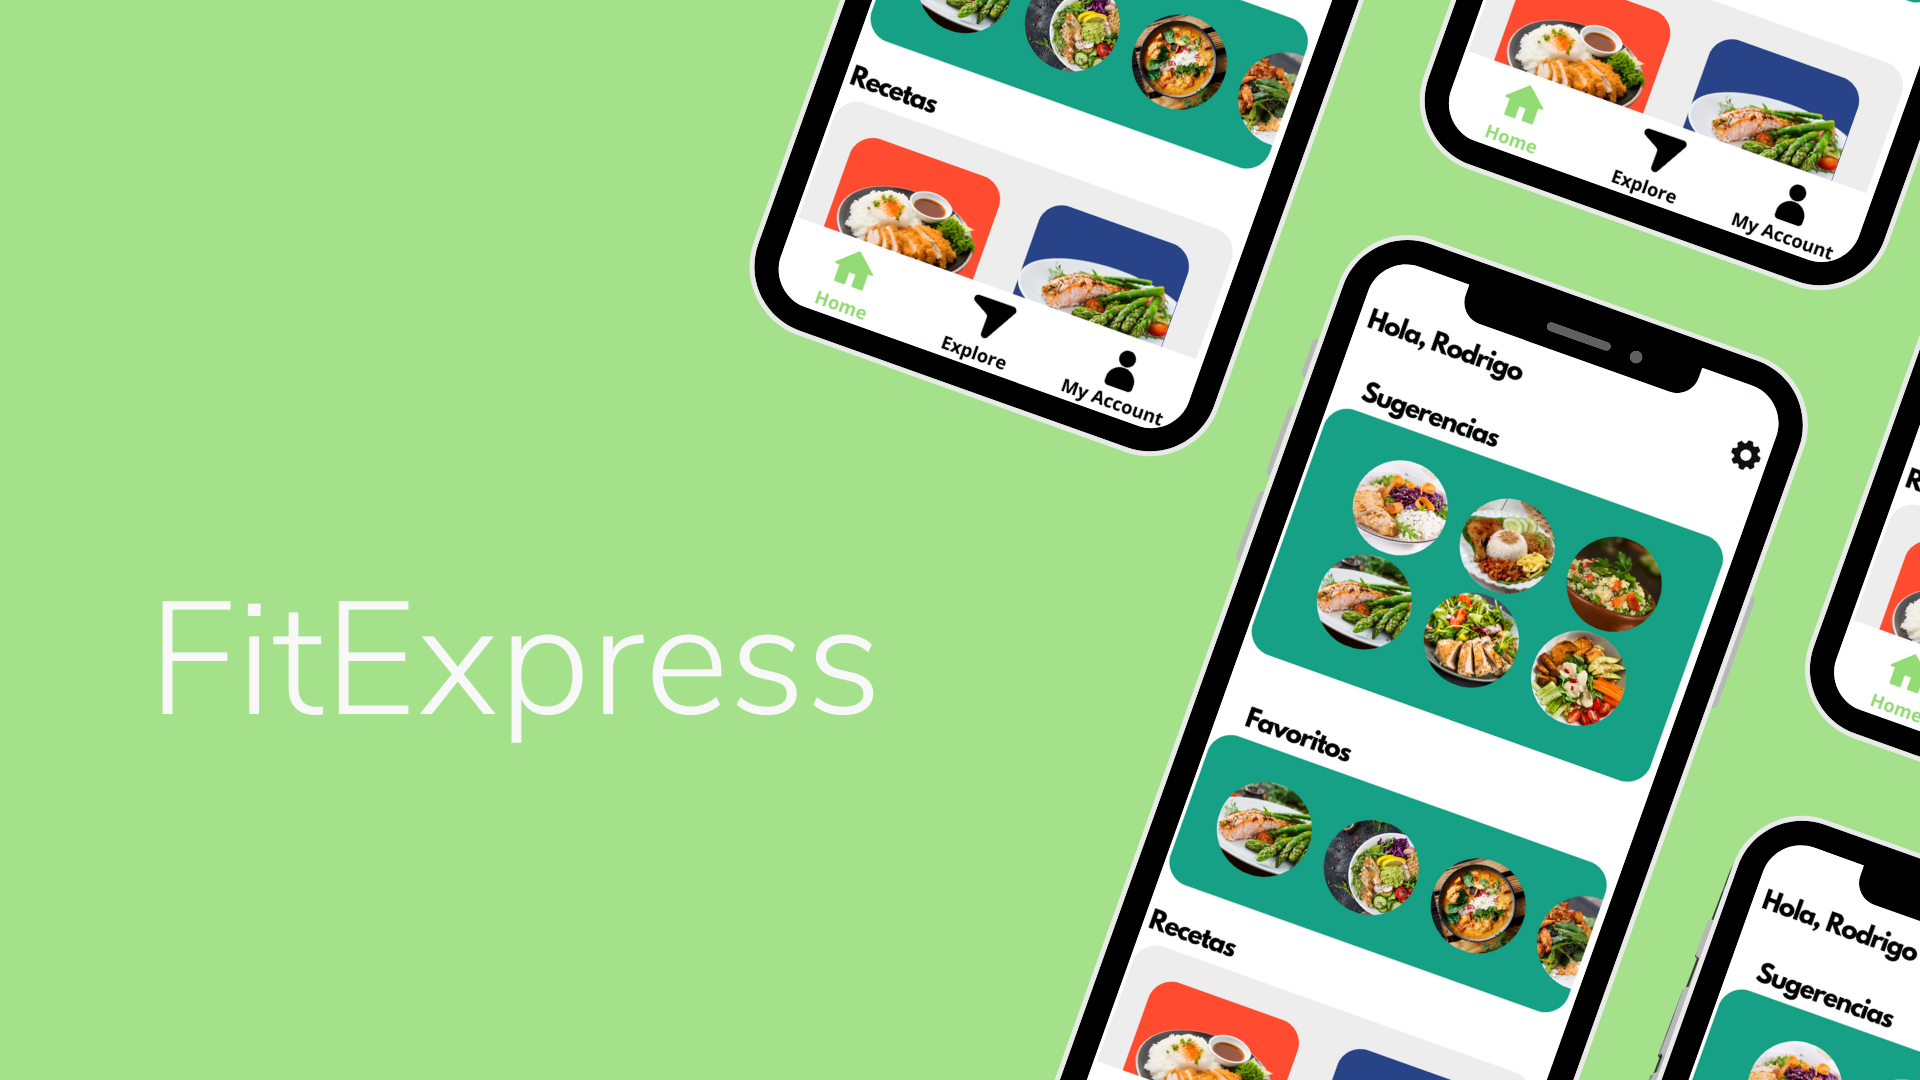 FitExpress
Recetas
Home
Explore
My Account
Home
Explore
My Account
Hola, Rodrigo
Sugerencias
Favoritos
Recetas
R
Home
Hola, Rodrigo
Sugerencias